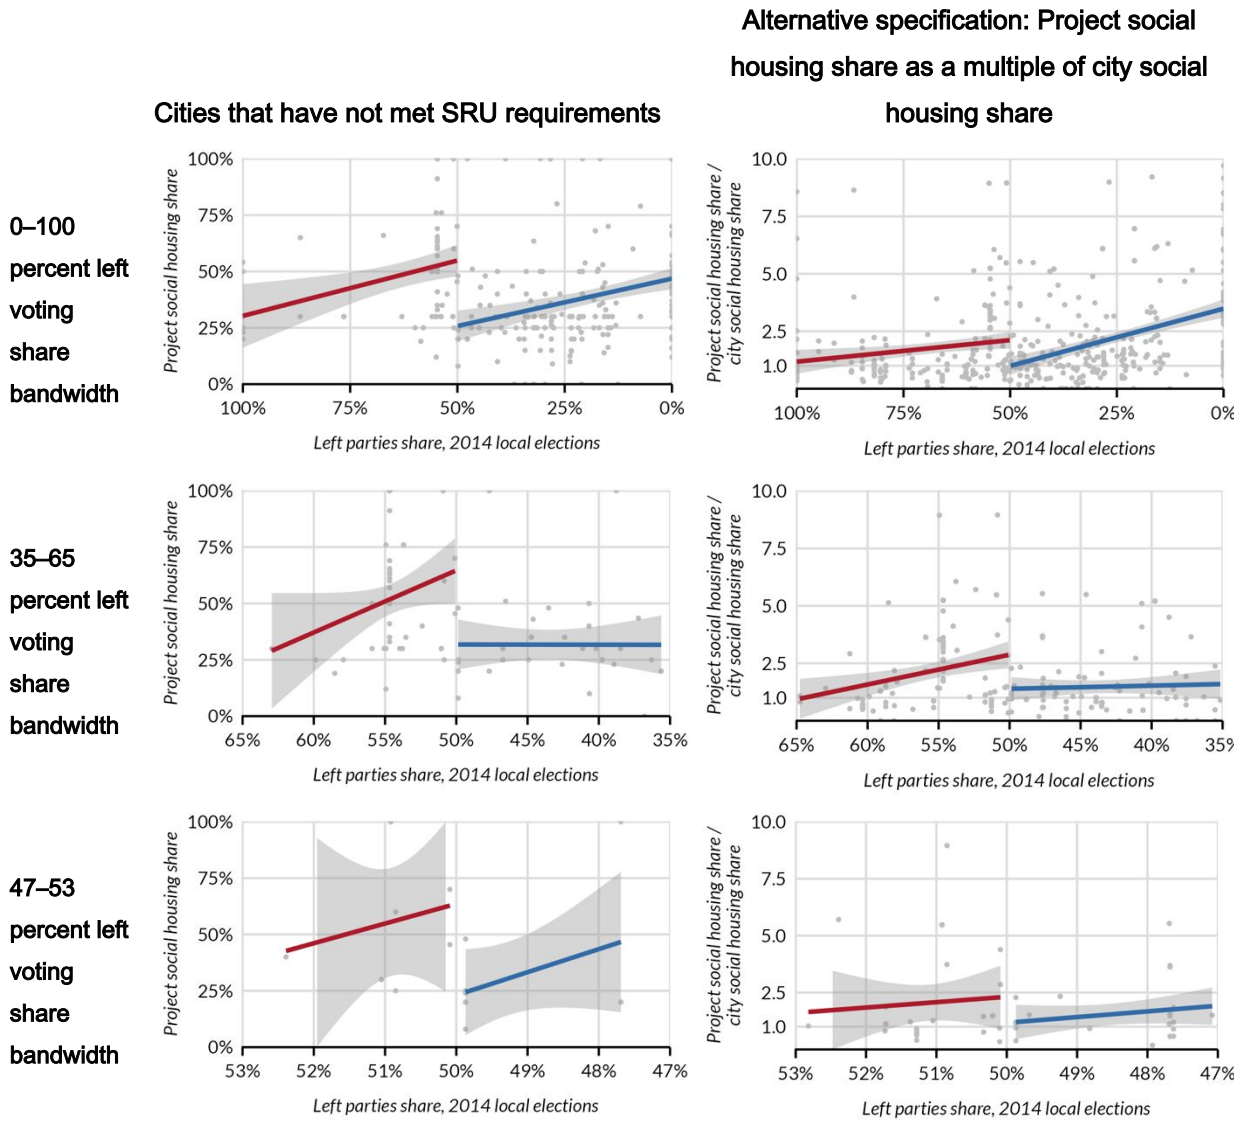 Alternative specification: Project social
housing share as a multiple of city social
housing share
Cities that have not met SRU requirements
0–100
percent left
voting
share
bandwidth
Project social housing share
100%
75%
50%
25%
0%
100%
75%
50%
25%
0%
Left parties share, 2014 local elections
Project social housing share /
city social housing share
10.0
7.5
5.0
2.5
1.0
100%
75%
50%
25%
0%
Left parties share, 2014 local elections
35–65
percent left
voting
share
bandwidth
Project social housing share
100%
75%
50%
25%
0%
65%
60%
55%
50%
45%
40%
35%
Left parties share, 2014 local elections
Project social housing share /
city social housing share
10.0
7.5
5.0
2.5
1.0
65%
60%
55%
50%
45%
40%
35%
Left parties share, 2014 local elections
47–53
percent left
voting
share
bandwidth
Project social housing share
100%
75%
50%
25%
0%
53%
52%
51%
50%
49%
48%
47%
Left parties share, 2014 local elections
Project social housing share /
city social housing share
10.0
7.5
5.0
2.5
1.0
53%
52%
51%
50%
49%
48%
47%
Left parties share, 2014 local elections